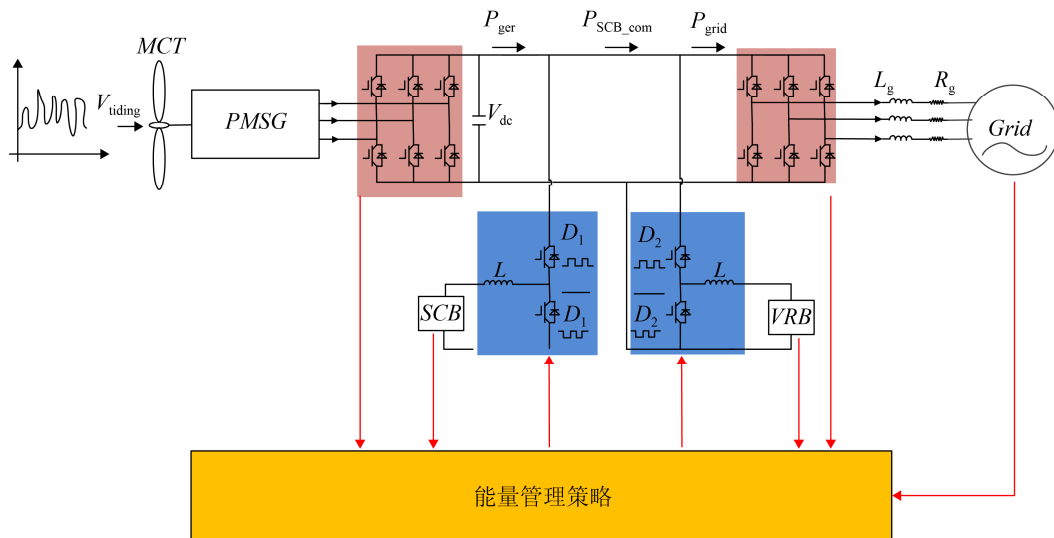 P_ger
P_SCB_com
P_grid
MCT
V_tiding
PMSG
V_dc
L_g
R_g
Grid
D_1
D_2
L
L
SCB
D_1
D_2
VRB
能量管理策略